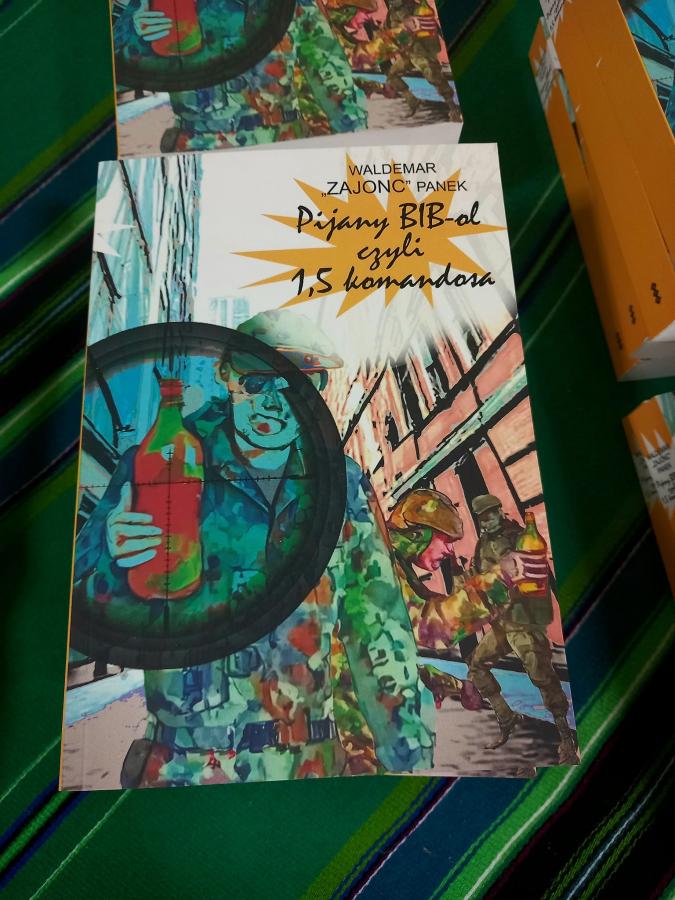 WALDEMAR
„ZAJONC” PANEK
Pijany BIB-ol
czyli
1,5 komandosa